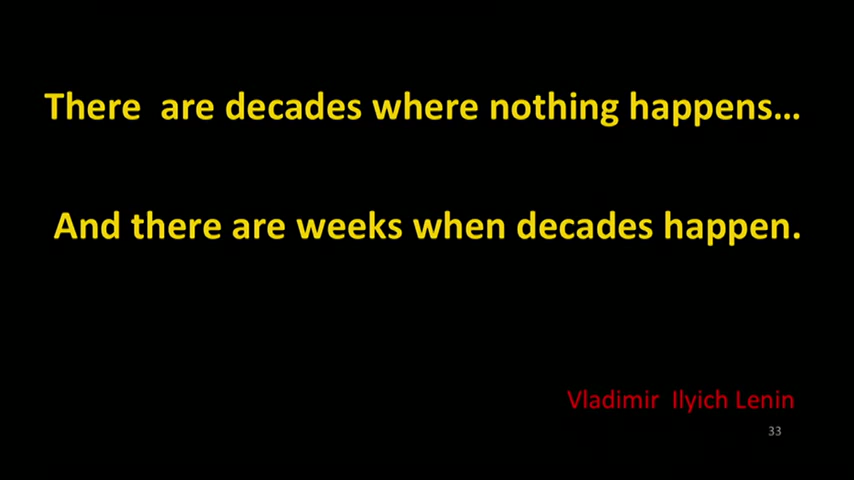 There  are decades where nothing happens…
And there are weeks when decades happen.
Vladimir  Ilyich Lenin
33